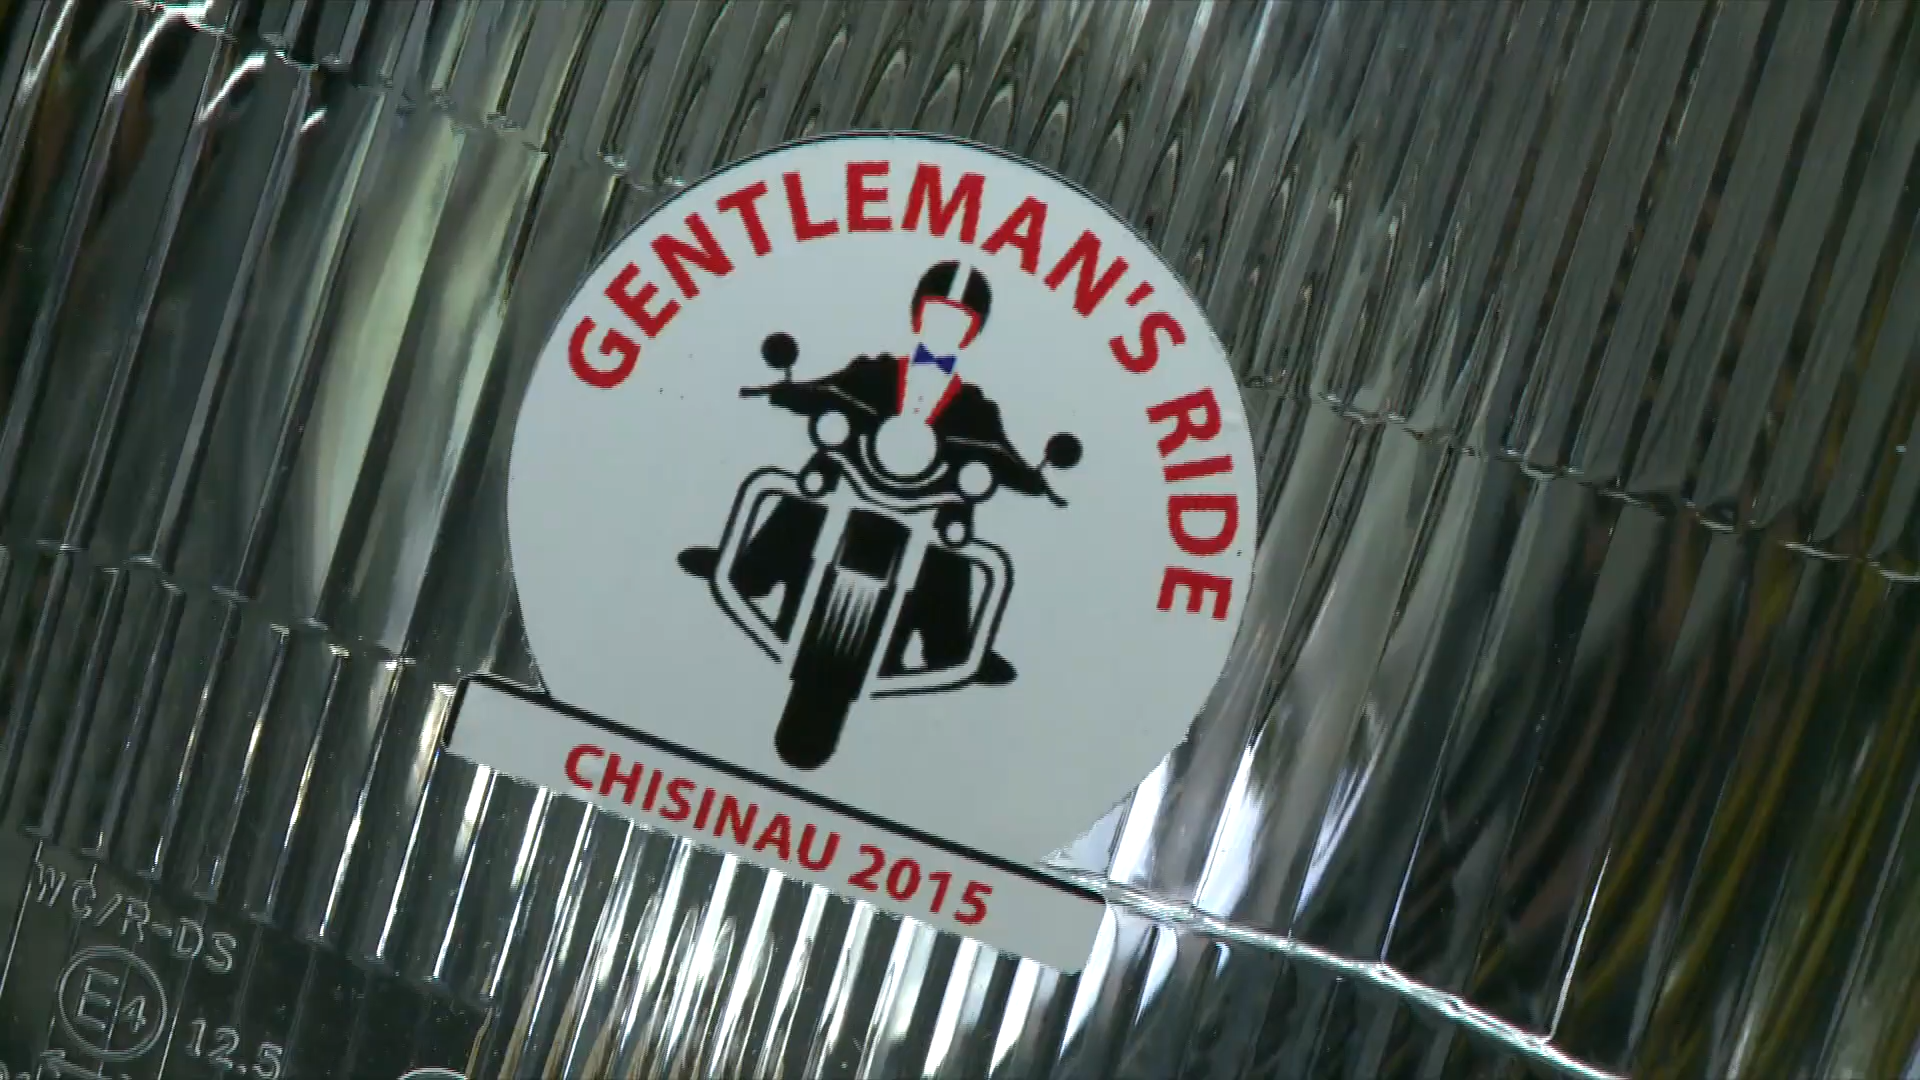 GENTLEMAN'S RIDE
CHISINAU 2015
WC/R-DS
E4
12.5